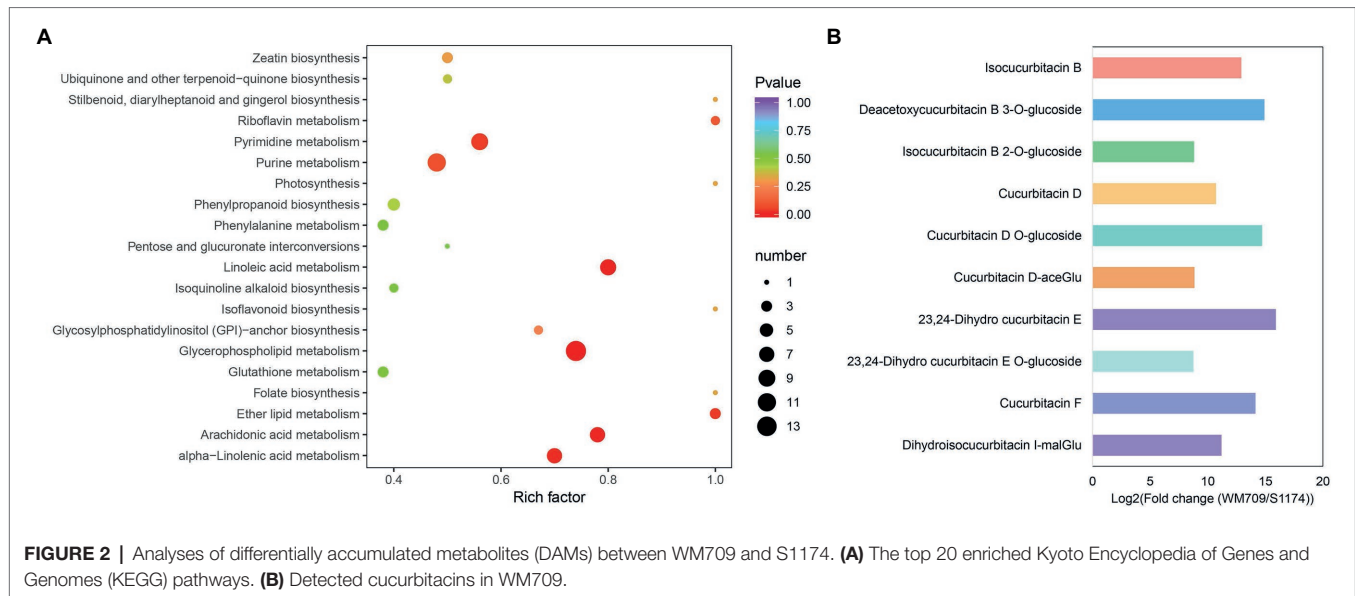 A
Zeatin biosynthesis
Ubiquinone and other terpenoid−quinone biosynthesis
Stilbenoid, diarylheptanoid and gingerol biosynthesis
Riboflavin metabolism
Pyrimidine metabolism
Purine metabolism
Photosynthesis
Phenylpropanoid biosynthesis
Phenylalanine metabolism
Pentose and glucuronate interconversions
Linoleic acid metabolism
Isoquinoline alkaloid biosynthesis
Isoflavonoid biosynthesis
Glycosylphosphatidylinositol (GPI)−anchor biosynthesis
Glycerophospholipid metabolism
Glutathione metabolism
Folate biosynthesis
Ether lipid metabolism
Arachidonic acid metabolism
alpha−Linolenic acid metabolism
0.4 0.6 0.8 1.0
Rich factor
Pvalue
1.00
0.75
0.50
0.25
0.00
number
1
3
5
7
9
11
13
B
Isocucurbitacin B
Deacetoxycucurbitacin B 3-O-glucoside
Isocucurbitacin B 2-O-glucoside
Cucurbitacin D
Cucurbitacin D O-glucoside
Cucurbitacin D-aceGlu
23,24-Dihydro cucurbitacin E
23,24-Dihydro cucurbitacin E O-glucoside
Cucurbitacin F
Dihydroisocucurbitacin I-malGlu
0 5 10 15 20
Log2(Fold change (WM709/S1174))
FIGURE 2 | Analyses of differentially accumulated metabolites (DAMs) between WM709 and S1174. (A) The top 20 enriched Kyoto Encyclopedia of Genes and
Genomes (KEGG) pathways. (B) Detected cucurbitacins in WM709.